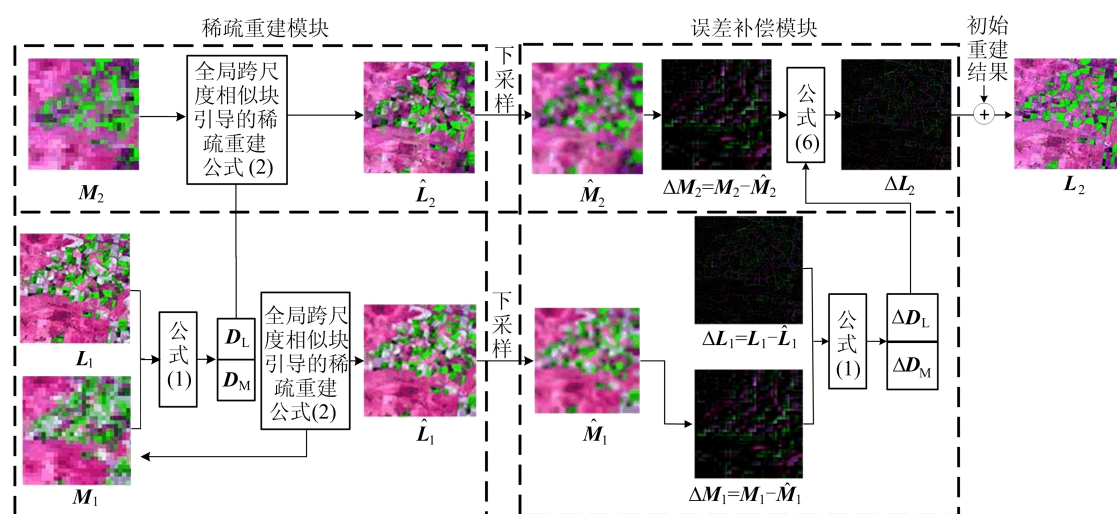 稀疏重建模块
误差补偿模块
全局跨尺
度相似块
引导的稀
疏重建
公式(2)
M₂
L̂₂
下
采
样
M̂₂
ΔM₂=M₂−M̂₂
公
式
(6)
ΔL₂
初始
重建
结果
+
L₂
L₁
M₁
公
式
(1)
D_L
D_M
全局跨尺
度相似块
引导的稀
疏重建
公式(2)
L̂₁
下
采
样
M̂₁
ΔL₁=L₁−L̂₁
ΔM₁=M₁−M̂₁
公
式
(1)
ΔD_L
ΔD_M